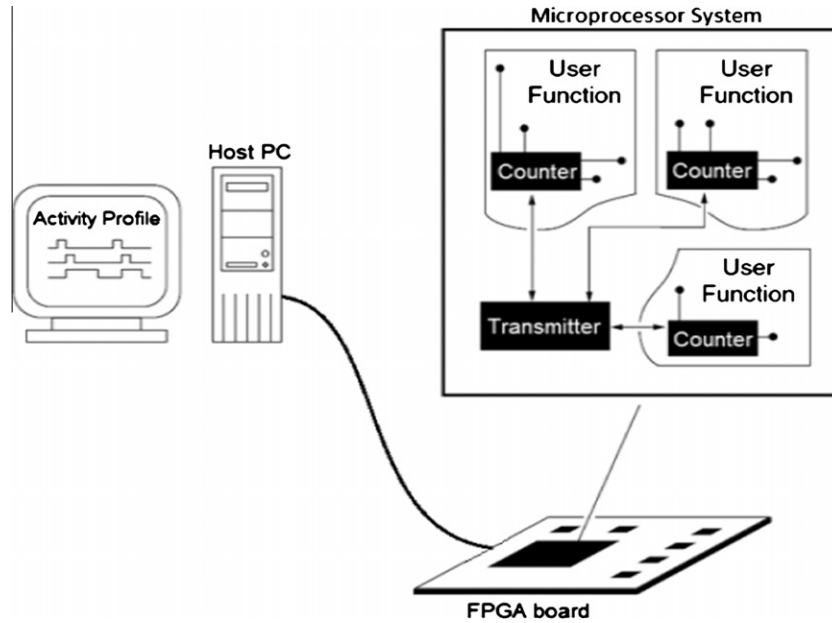 Microprocessor System
User
Function
Counter
User
Function
Counter
User
Function
Counter
Transmitter
Host PC
Activity Profile
FPGA board